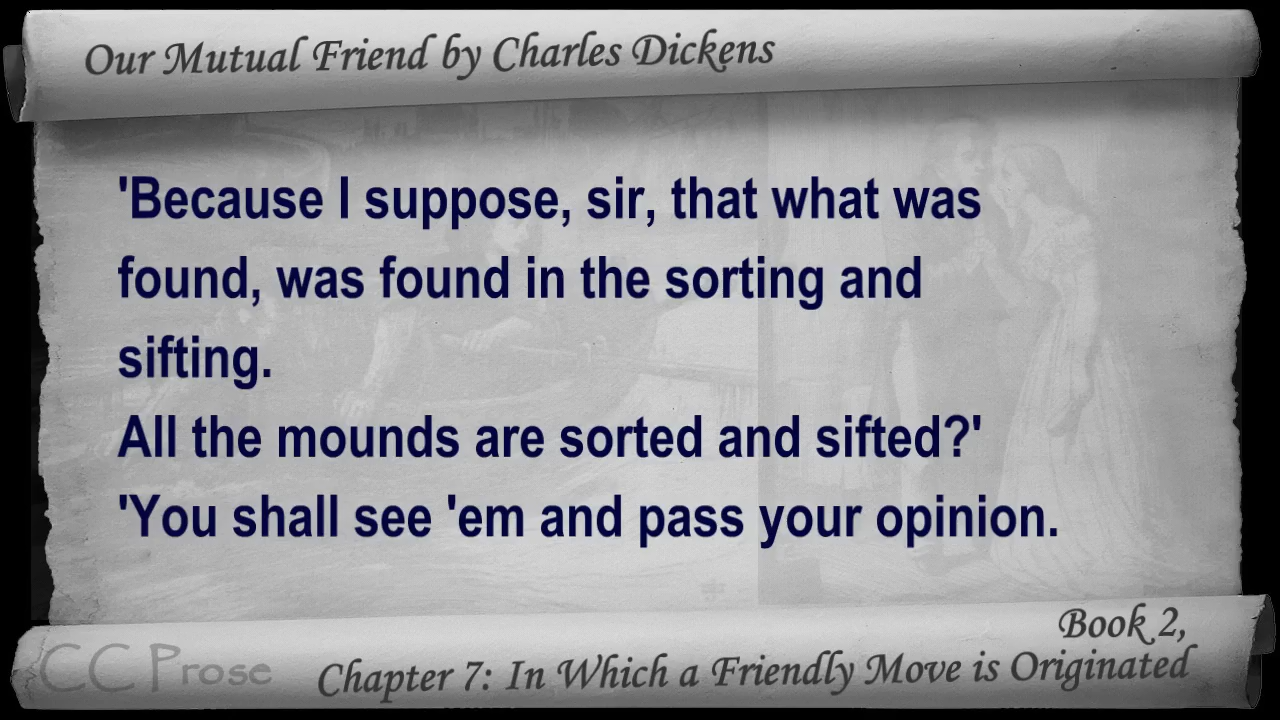 Our Mutual Friend by Charles Dickens
'Because I suppose, sir, that what was
found, was found in the sorting and
sifting.
All the mounds are sorted and sifted?'
'You shall see 'em and pass your opinion.
Book 2,
CC Prose
Chapter 7: In Which a Friendly Move is Originated